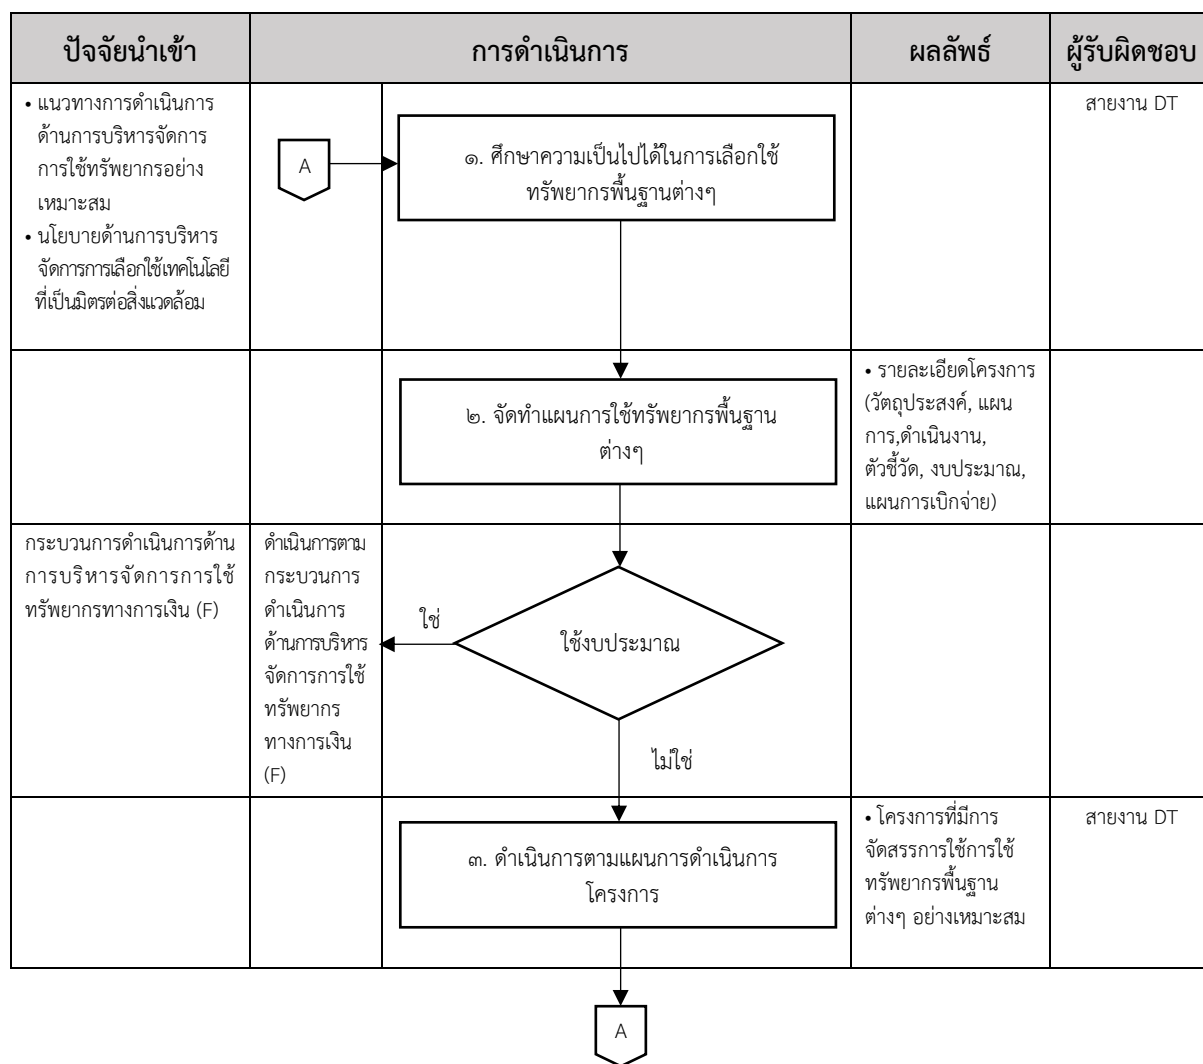 ปัจจัยนำเข้า
การดำเนินการ
ผลลัพธ์
ผู้รับผิดชอบ
• แนวทางการดำเนินการ
ด้านการบริหารจัดการ
การใช้ทรัพยากรอย่าง
เหมาะสม
• นโยบายด้านการบริหาร
จัดการการเลือกใช้เทคโนโลยี
ที่เป็นมิตรต่อสิ่งแวดล้อม
A
๑. ศึกษาความเป็นไปได้ในการเลือกใช้
ทรัพยากรพื้นฐานต่างๆ
สายงาน DT
๒. จัดทำแผนการใช้ทรัพยากรพื้นฐาน
ต่างๆ
• รายละเอียดโครงการ
(วัตถุประสงค์, แผน
การ,ดำเนินงาน,
ตัวชี้วัด, งบประมาณ,
แผนการเบิกจ่าย)
กระบวนการดำเนินการด้าน
การบริหารจัดการการใช้
ทรัพยากรทางการเงิน (F)
ดำเนินการตาม
กระบวนการ
ดำเนินการ
ด้านการบริหาร
จัดการการใช้
ทรัพยากร
ทางการเงิน
(F)
ใช่
ใช้งบประมาณ
ไม่ใช่
๓. ดำเนินการตามแผนการดำเนินการ
โครงการ
• โครงการที่มีการ
จัดสรรการใช้การใช้
ทรัพยากรพื้นฐาน
ต่างๆ อย่างเหมาะสม
สายงาน DT
A